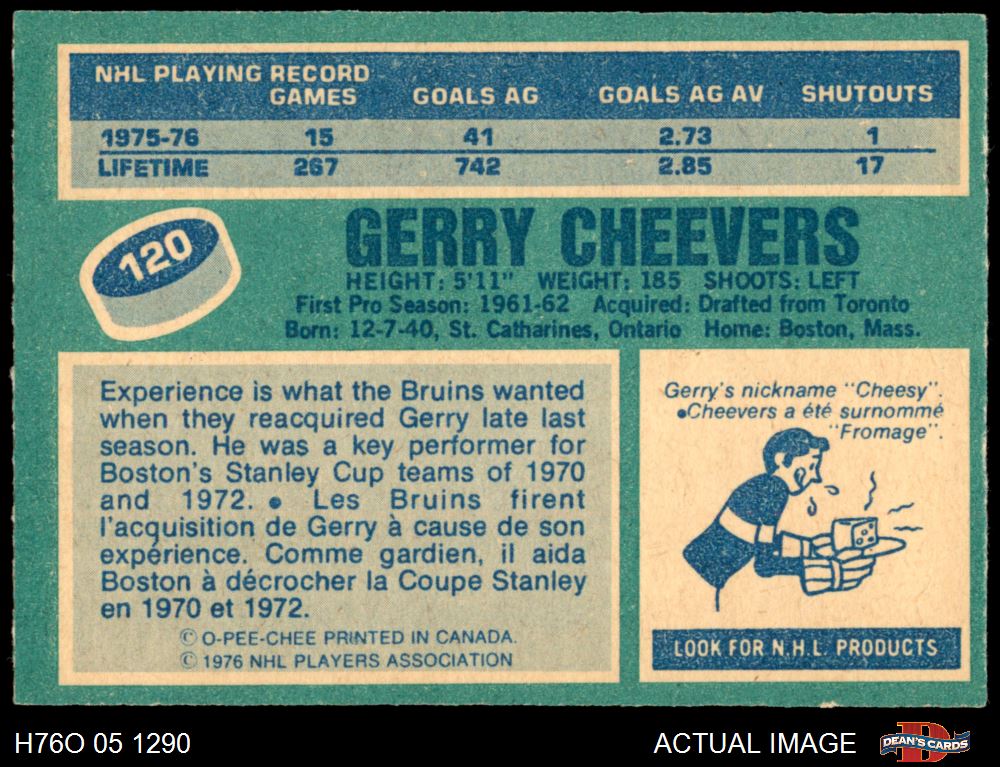 NHL PLAYING RECORD
GAMES GOALS AG GOALS AG AV SHUTOUTS
1975-76 15 41 2.73 1
LIFETIME 267 742 2.85 17
120
GERRY CHEEVERS
HEIGHT: 5'11" WEIGHT: 185 SHOOTS: LEFT
First Pro Season: 1961-62 Acquired: Drafted from Toronto
Born: 12-7-40, St. Catharines, Ontario Home: Boston, Mass.
Experience is what the Bruins wanted
when they reacquired Gerry late last
season. He was a key performer for
Boston's Stanley Cup teams of 1970
and 1972. ● Les Bruins firent
l'acquisition de Gerry à cause de son
expérience. Comme gardien, il aida
Boston à décrocher la Coupe Stanley
en 1970 et 1972.
© O-PEE-CHEE PRINTED IN CANADA.
© 1976 NHL PLAYERS ASSOCIATION
Gerry's nickname "Cheesy".
●Cheevers a été surnommé
"Fromage".
LOOK FOR N.H.L. PRODUCTS
H76O 05 1290
ACTUAL IMAGE
D
DEAN'S CARDS